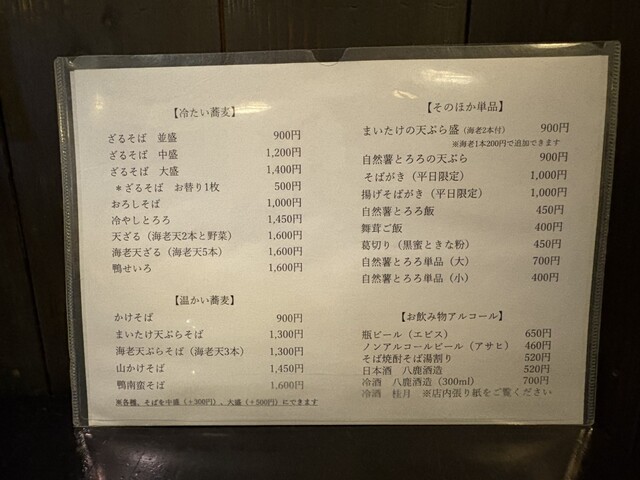 【冷たい蕎麦】
ざるそば 並盛 900円
ざるそば 中盛 1,200円
ざるそば 大盛 1,400円
＊ざるそば お替り1枚 500円
おろしそば 1,000円
冷やしとろろ 1,450円
天ざる（海老天2本と野菜） 1,600円
海老天ざる（海老天5本） 1,600円
鴨せいろ 1,600円
【温かい蕎麦】
かけそば 900円
まいたけ天ぷらそば 1,300円
海老天ぷらそば（海老天3本） 1,300円
山かけそば 1,450円
鴨南蛮そば 1,600円
※各種、そばを中盛（＋300円）、大盛（＋500円）にできます
【そのほか単品】
まいたけの天ぷら盛（海老2本付） 900円
※海老1本200円で追加できます
自然薯とろろの天ぷら 900円
そばがき（平日限定） 1,000円
揚げそばがき（平日限定） 1,000円
自然薯とろろ飯 450円
舞茸ご飯 400円
葛切り（黒蜜ときな粉） 450円
自然薯とろろ単品（大） 700円
自然薯とろろ単品（小） 400円
【お飲み物アルコール】
瓶ビール（エビス） 650円
ノンアルコールビール（アサヒ） 460円
そば焼酎そば湯割り 520円
日本酒 八鹿酒造 520円
冷酒 八鹿酒造（300ml） 700円
冷酒 桂月 ※店内張り紙をご覧ください